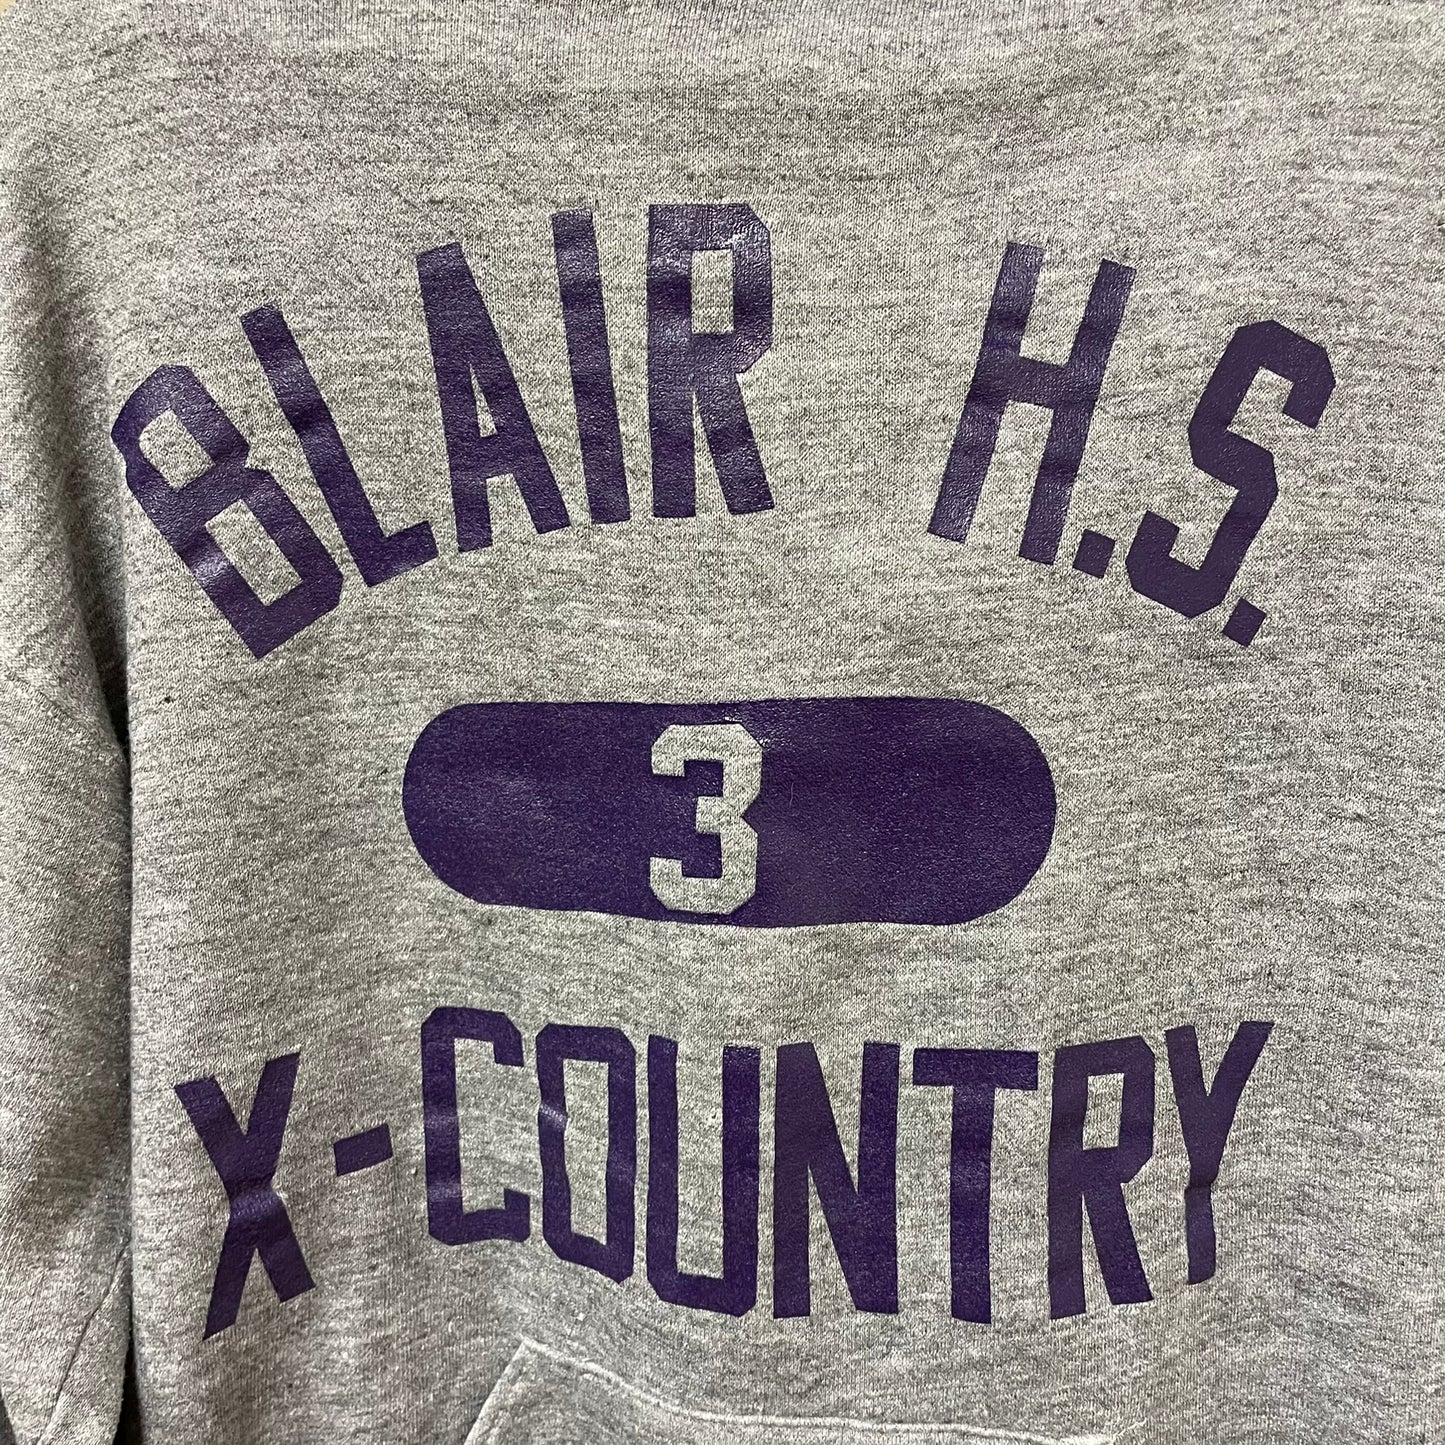 BLAIR H.S.
3
X-COUNTRY